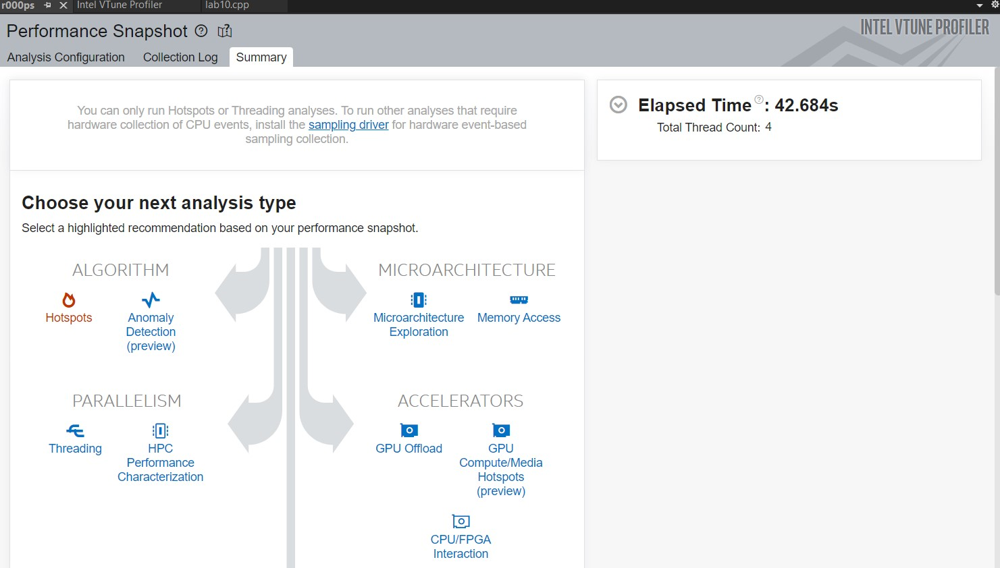 r000ps
Intel VTune Profiler
lab10.cpp
Performance Snapshot
INTEL VTUNE PROFILER
Analysis Configuration
Collection Log
Summary
You can only run Hotspots or Threading analyses. To run other analyses that require
hardware collection of CPU events, install the sampling driver for hardware event-based
sampling collection.
Elapsed Time ?: 42.684s
Total Thread Count: 4
Choose your next analysis type
Select a highlighted recommendation based on your performance snapshot.
ALGORITHM
Hotspots
Anomaly
Detection
(preview)
MICROARCHITECTURE
Microarchitecture
Exploration
Memory Access
PARALLELISM
Threading
HPC
Performance
Characterization
ACCELERATORS
GPU Offload
GPU
Compute/Media
Hotspots
(preview)
CPU/FPGA
Interaction